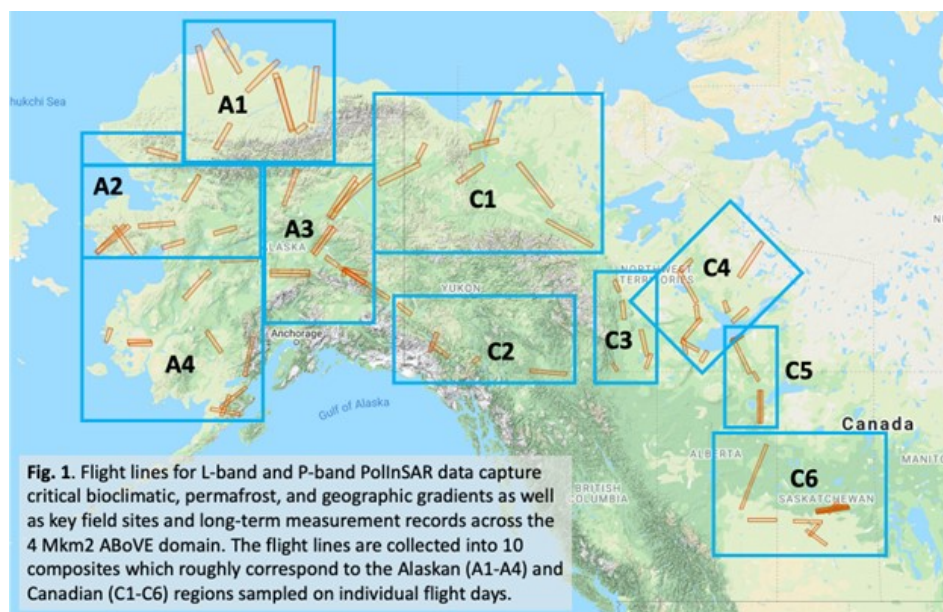 hukchi Sea
A1
A2
A3
ALASKA
C1
C4
NORTHWEST
TERRITORIES
YUKON
C3
C2
Anchorage
A4
C5
Gulf of Alaska
Canada
ALBERTA
C6
MANITO
SASKATCHEWAN
BRITISH
COLUMBIA
Fig. 1. Flight lines for L-band and P-band PolInSAR data capture
critical bioclimatic, permafrost, and geographic gradients as well
as key field sites and long-term measurement records across the
4 Mkm2 ABoVE domain. The flight lines are collected into 10
composites which roughly correspond to the Alaskan (A1-A4) and
Canadian (C1-C6) regions sampled on individual flight days.